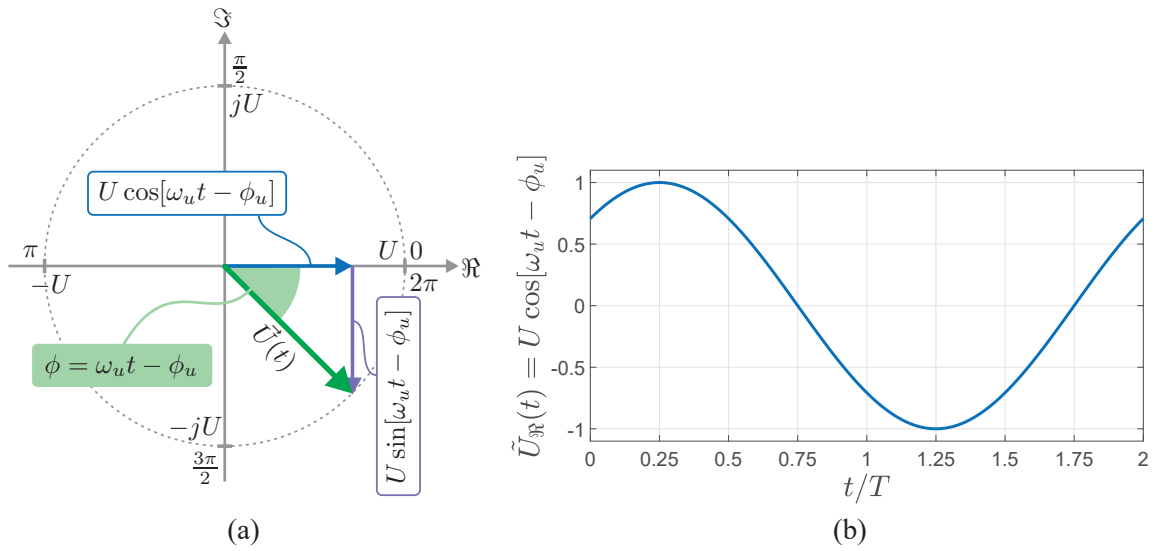 ℑ
π/2
jU
U cos[ω_u t − ϕ_u]
π
−U
U
0
2π
ℜ
ϕ = ω_u t − ϕ_u
U⃗(t)
U sin[ω_u t − ϕ_u]
−jU
3π/2
(a)
Ũ_ℜ(t) = U cos[ω_u t − ϕ_u]
1
0.5
0
-0.5
-1
0 0.25 0.5 0.75 1.0 1.25 1.5 1.75 2
t/T
(b)